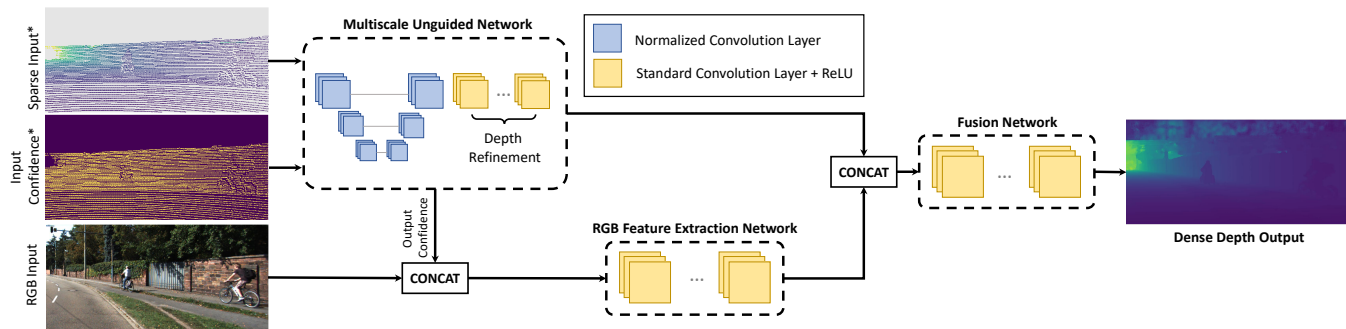 Sparse Input*
Input
Confidence*
RGB Input
Multiscale Unguided Network
...
Depth
Refinement
Normalized Convolution Layer
Standard Convolution Layer + ReLU
Output
Confidence
CONCAT
RGB Feature Extraction Network
...
CONCAT
Fusion Network
...
Dense Depth Output